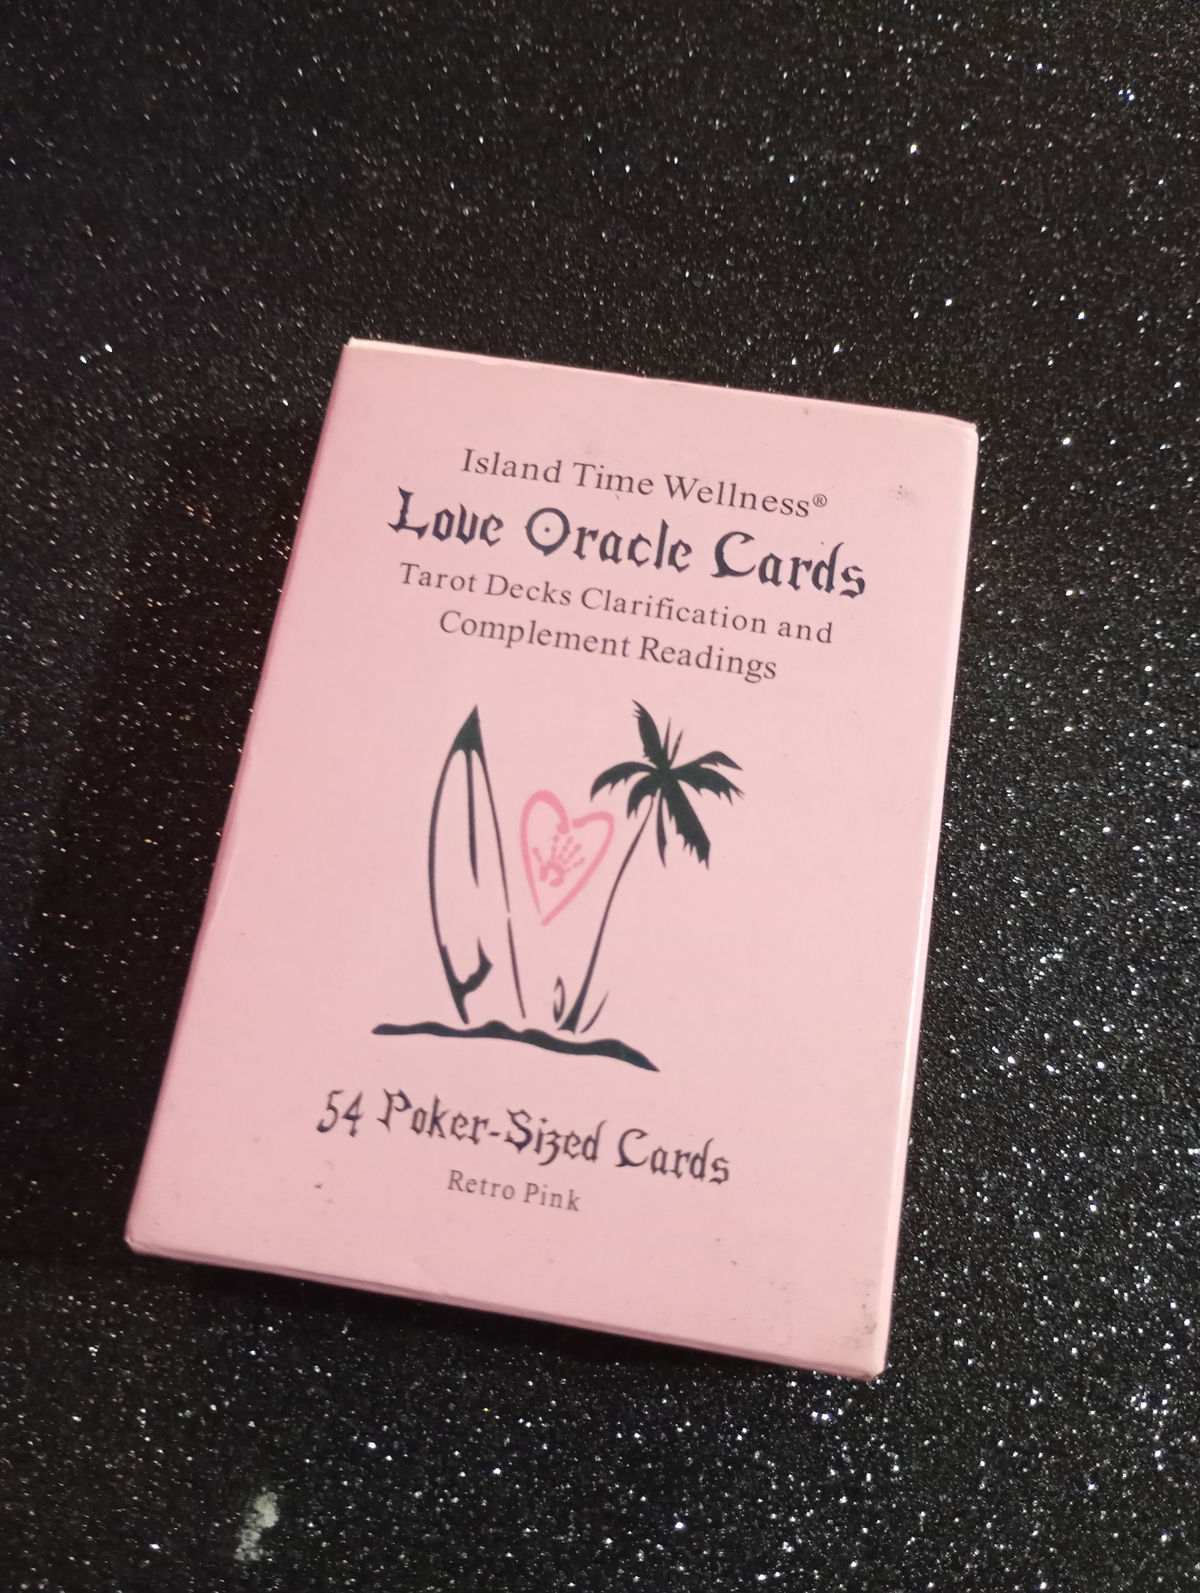 Island Time Wellness®
Love Oracle Cards
Tarot Decks Clarification and
Complement Readings
54 Poker-Sized Cards
Retro Pink